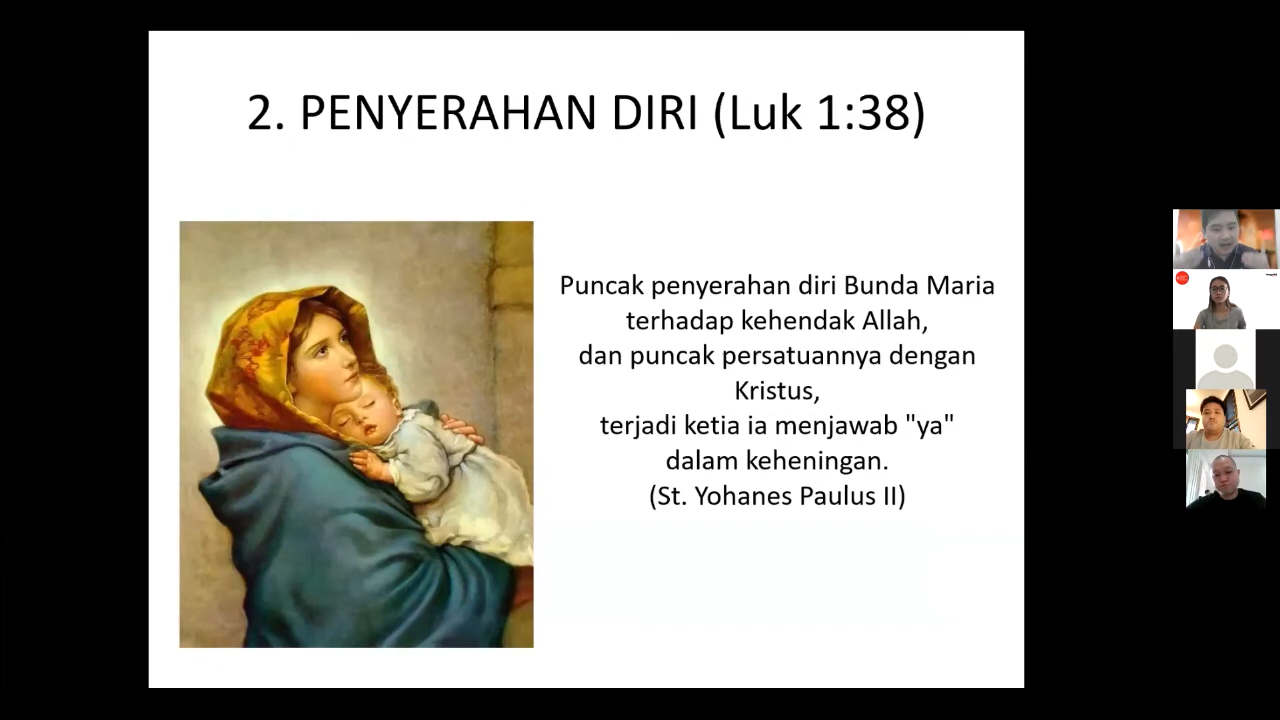 2. PENYERAHAN DIRI (Luk 1:38)
Puncak penyerahan diri Bunda Maria
terhadap kehendak Allah,
dan puncak persatuannya dengan
Kristus,
terjadi ketia ia menjawab "ya"
dalam keheningan.
(St. Yohanes Paulus II)